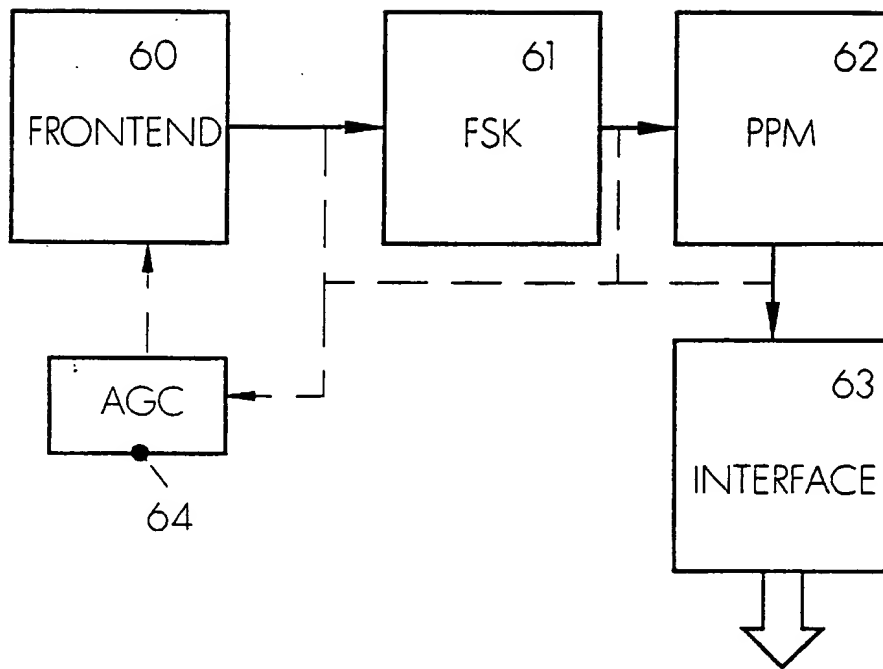 60
FRONTEND
61
FSK
62
PPM
AGC
64
63
INTERFACE